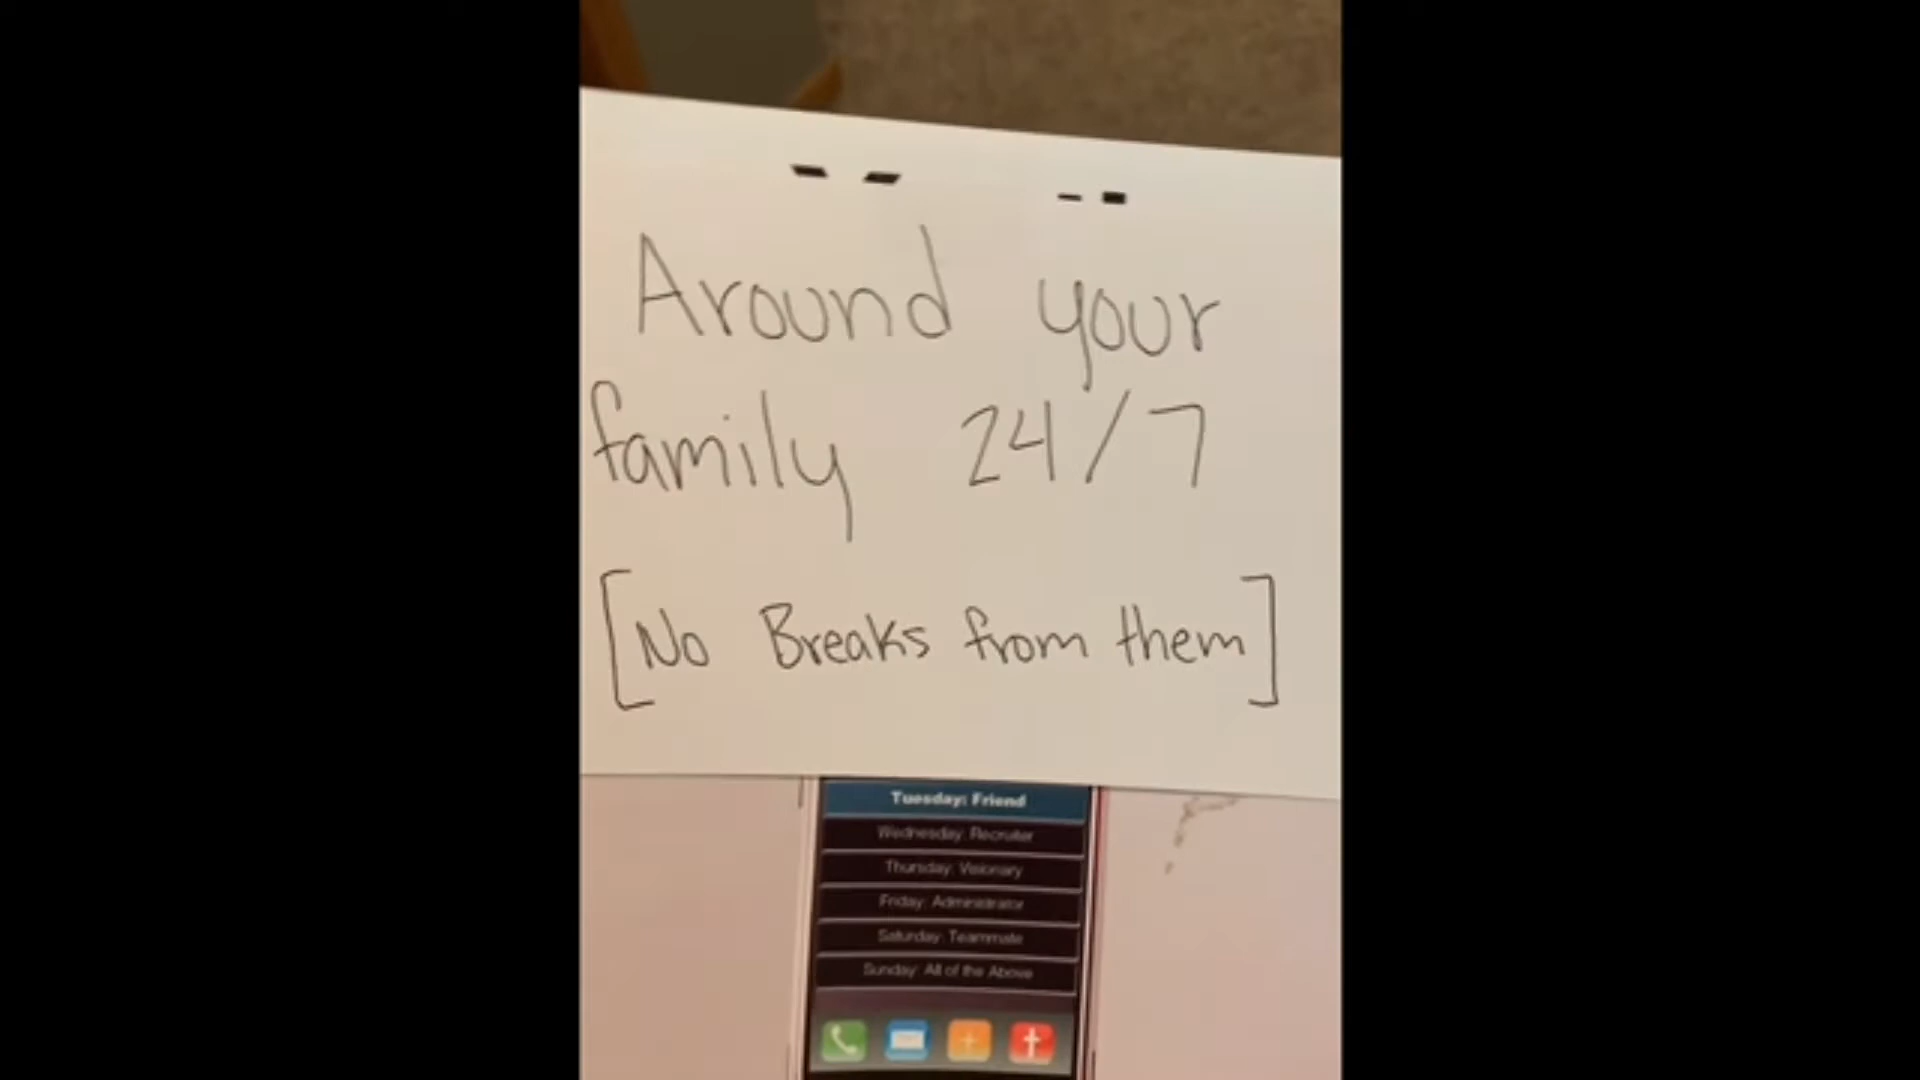 Around your
family 24/7
[No Breaks from them]
Tuesday: Friend
Wednesday: Recruiter
Thursday: Visionary
Friday: Administrator
Saturday: Teammate
Sunday: All of the Above